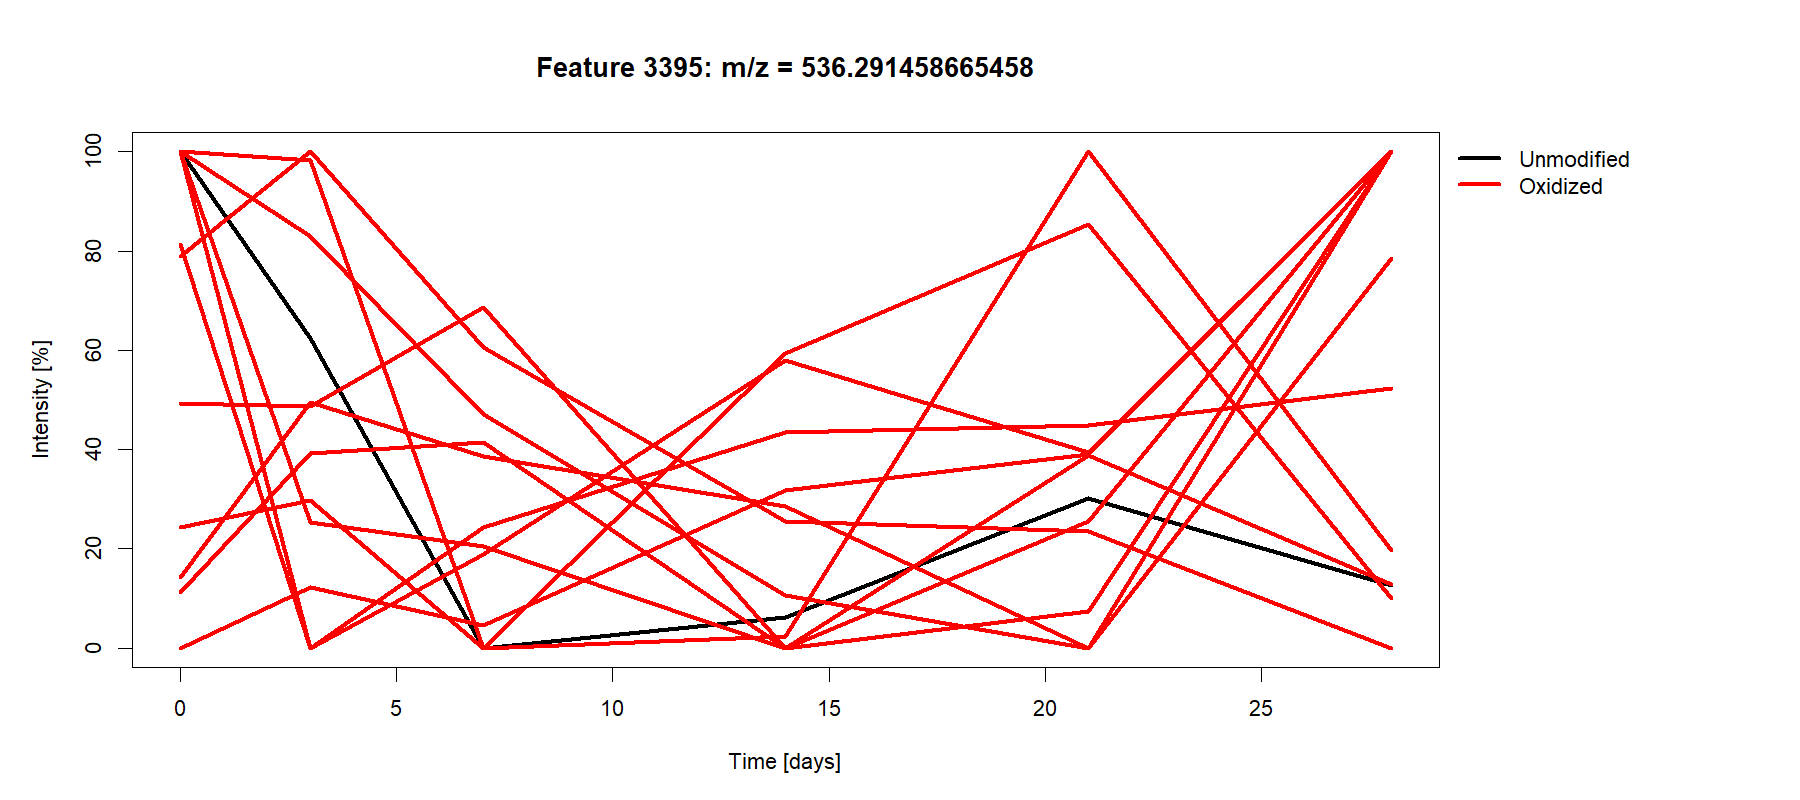 Feature 3395: m/z = 536.291458665458
Unmodified
Oxidized
Intensity [%]
100
80
60
40
20
0
0 5 10 15 20 25
Time [days]